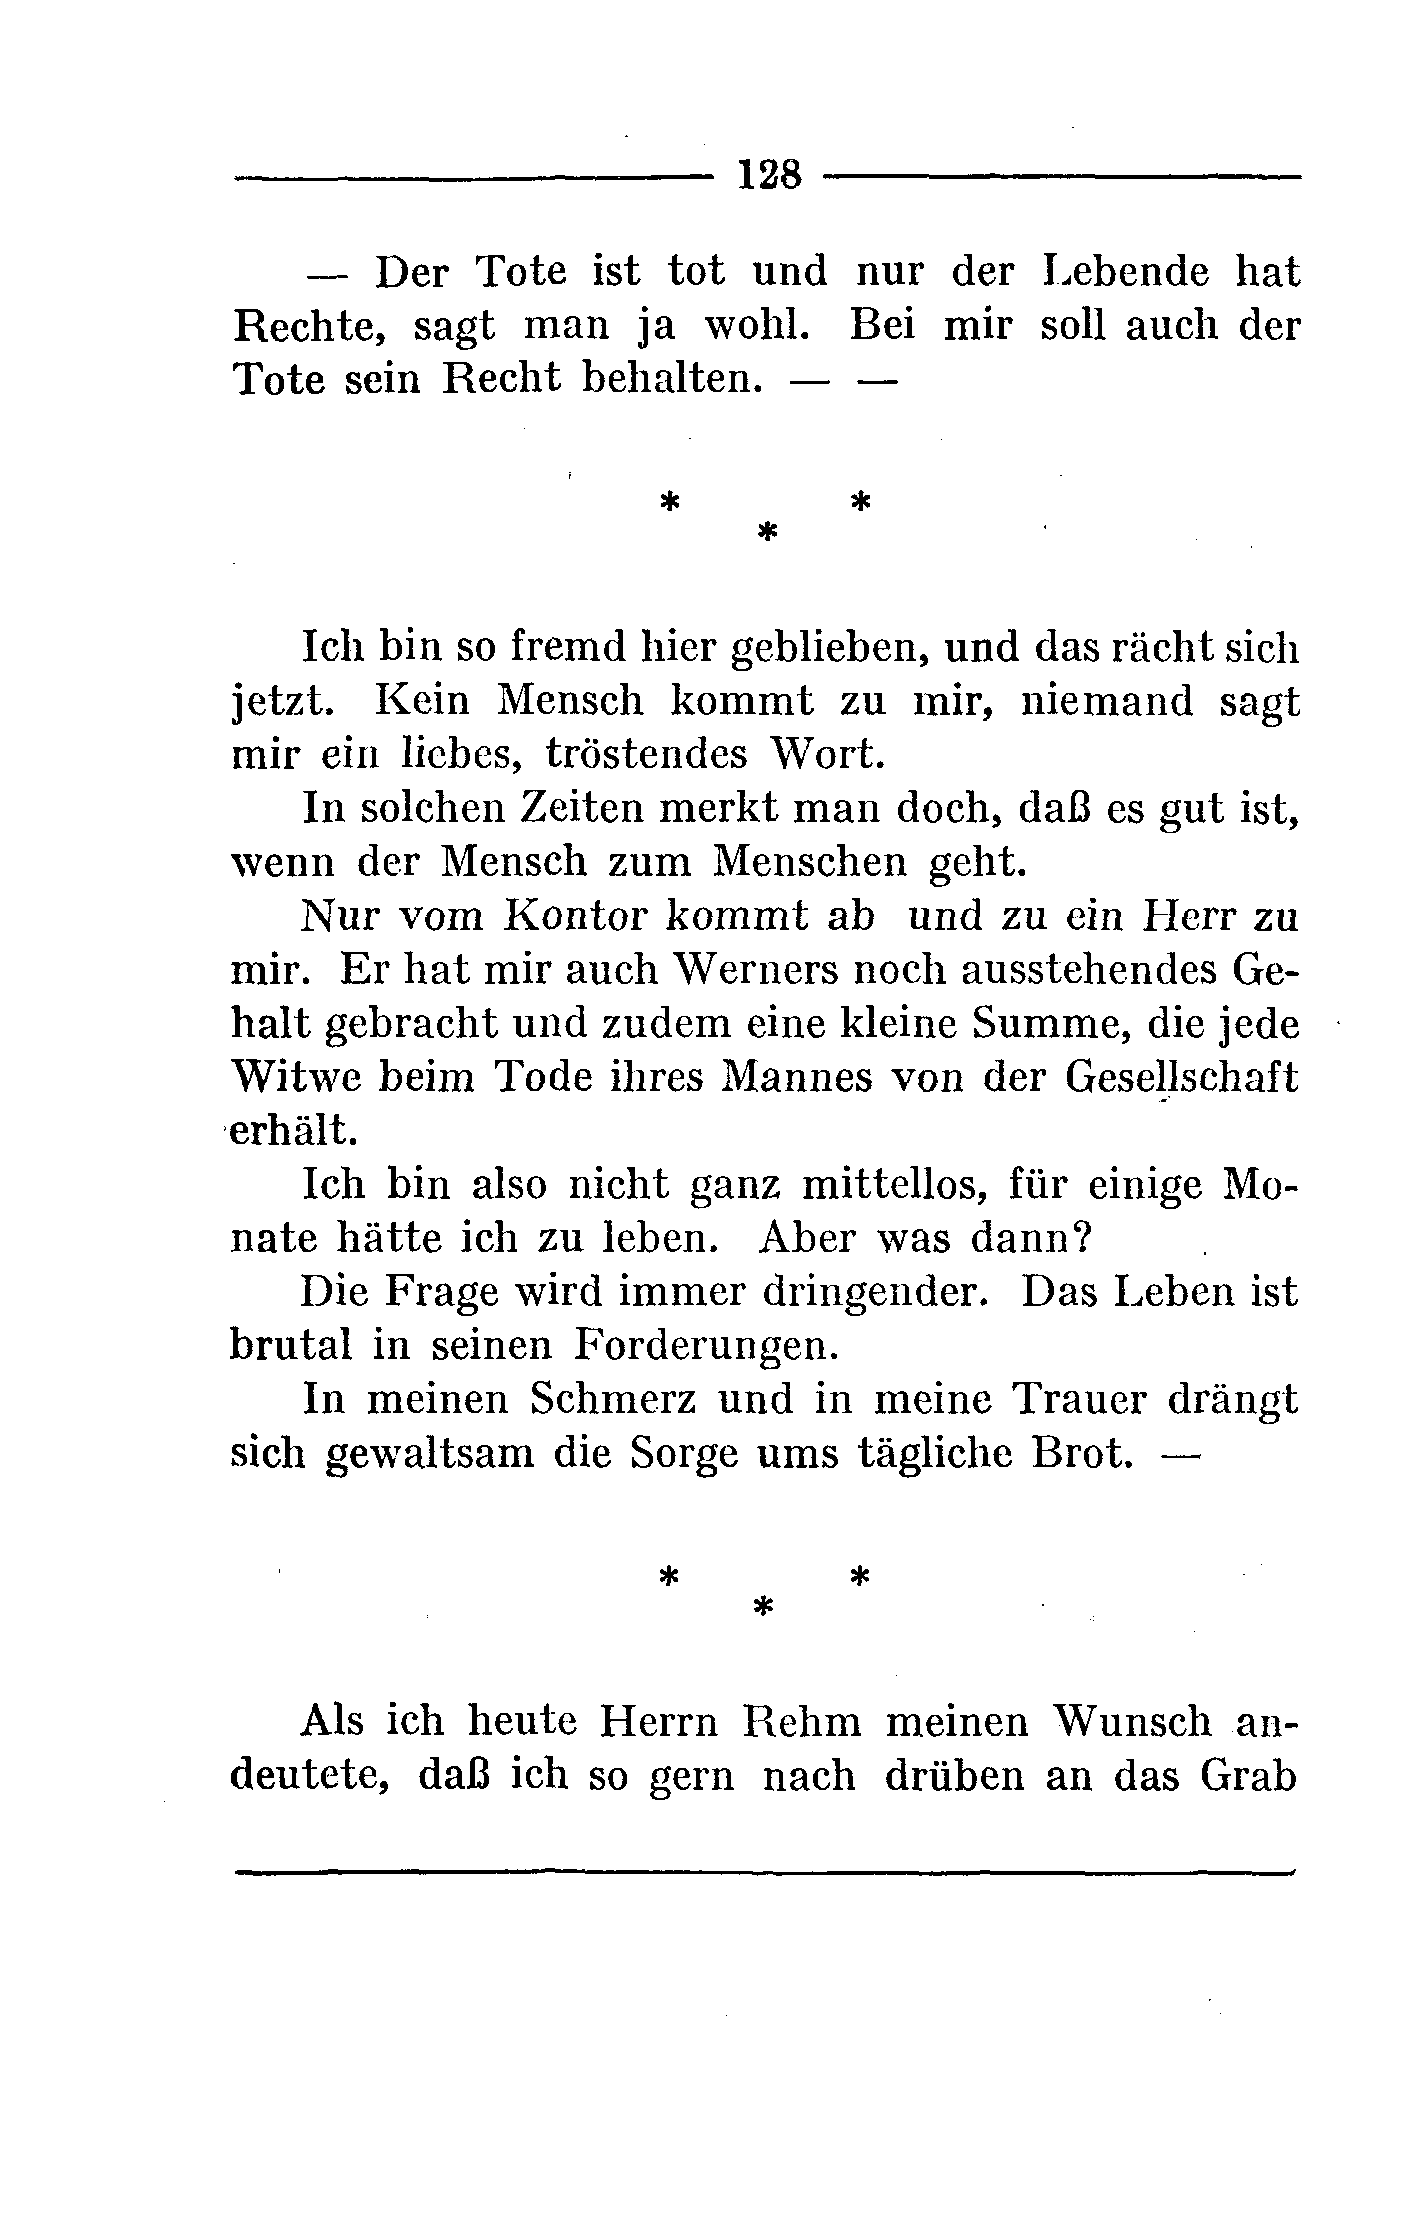 128
— Der Tote ist tot und nur der Lebende hat
Rechte, sagt man ja wohl. Bei mir soll auch der
Tote sein Recht behalten. — —
* *
*
Ich bin so fremd hier geblieben, und das rächt sich
jetzt. Kein Mensch kommt zu mir, niemand sagt
mir ein liebes, tröstendes Wort.
In solchen Zeiten merkt man doch, daß es gut ist,
wenn der Mensch zum Menschen geht.
Nur vom Kontor kommt ab und zu ein Herr zu
mir. Er hat mir auch Werners noch ausstehendes Ge-
halt gebracht und zudem eine kleine Summe, die jede
Witwe beim Tode ihres Mannes von der Gesellschaft
erhält.
Ich bin also nicht ganz mittellos, für einige Mo-
nate hätte ich zu leben. Aber was dann?
Die Frage wird immer dringender. Das Leben ist
brutal in seinen Forderungen.
In meinen Schmerz und in meine Trauer drängt
sich gewaltsam die Sorge ums tägliche Brot. —
* *
*
Als ich heute Herrn Rehm meinen Wunsch an-
deutete, daß ich so gern nach drüben an das Grab